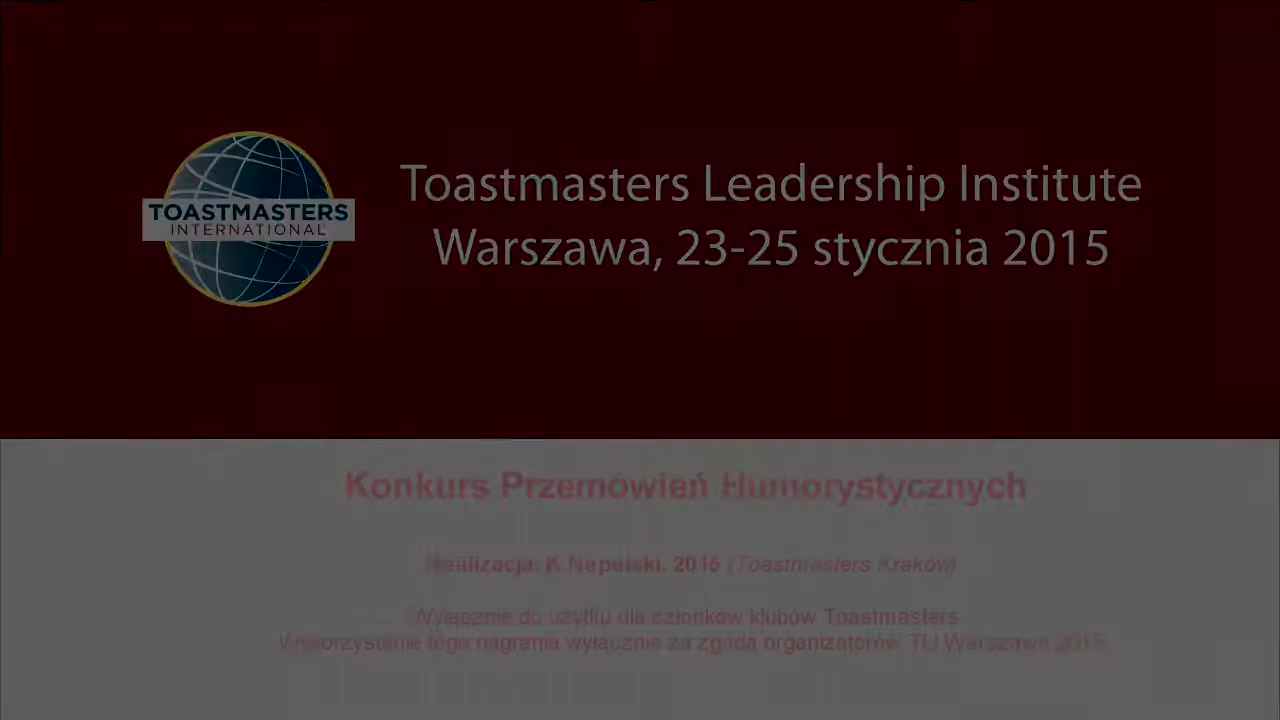 TOASTMASTERS
INTERNATIONAL
Toastmasters Leadership Institute
Warszawa, 23-25 stycznia 2015
Konkurs Przemówień Humorystycznych
Realizacja: K.Nepelski, 2015 (Toastmasters Kraków)
Wyłącznie do użytku dla członków klubów Toastmasters
Wykorzystanie tego nagrania wyłącznie za zgodą organizatorów TLI Warszawa 2015